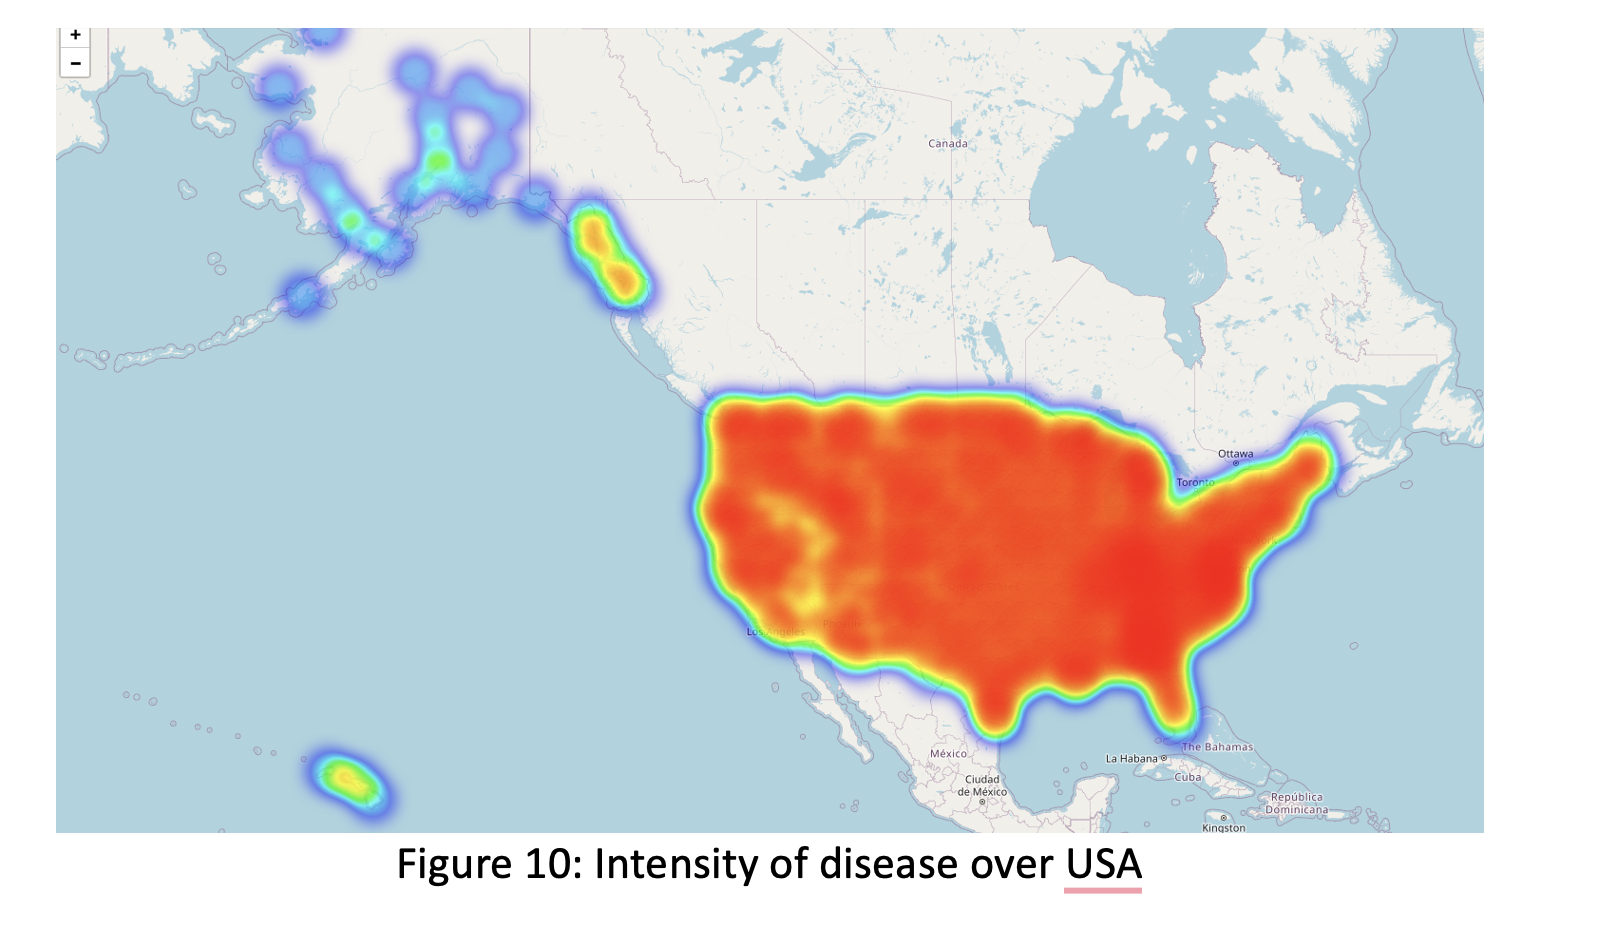 +
−
Canada
Ottawa
Toronto
Los Angeles
Phoenix
México
La Habana
The Bahamas
Cuba
Ciudad
de México
República
Dominicana
Kingston
Figure 10: Intensity of disease over USA